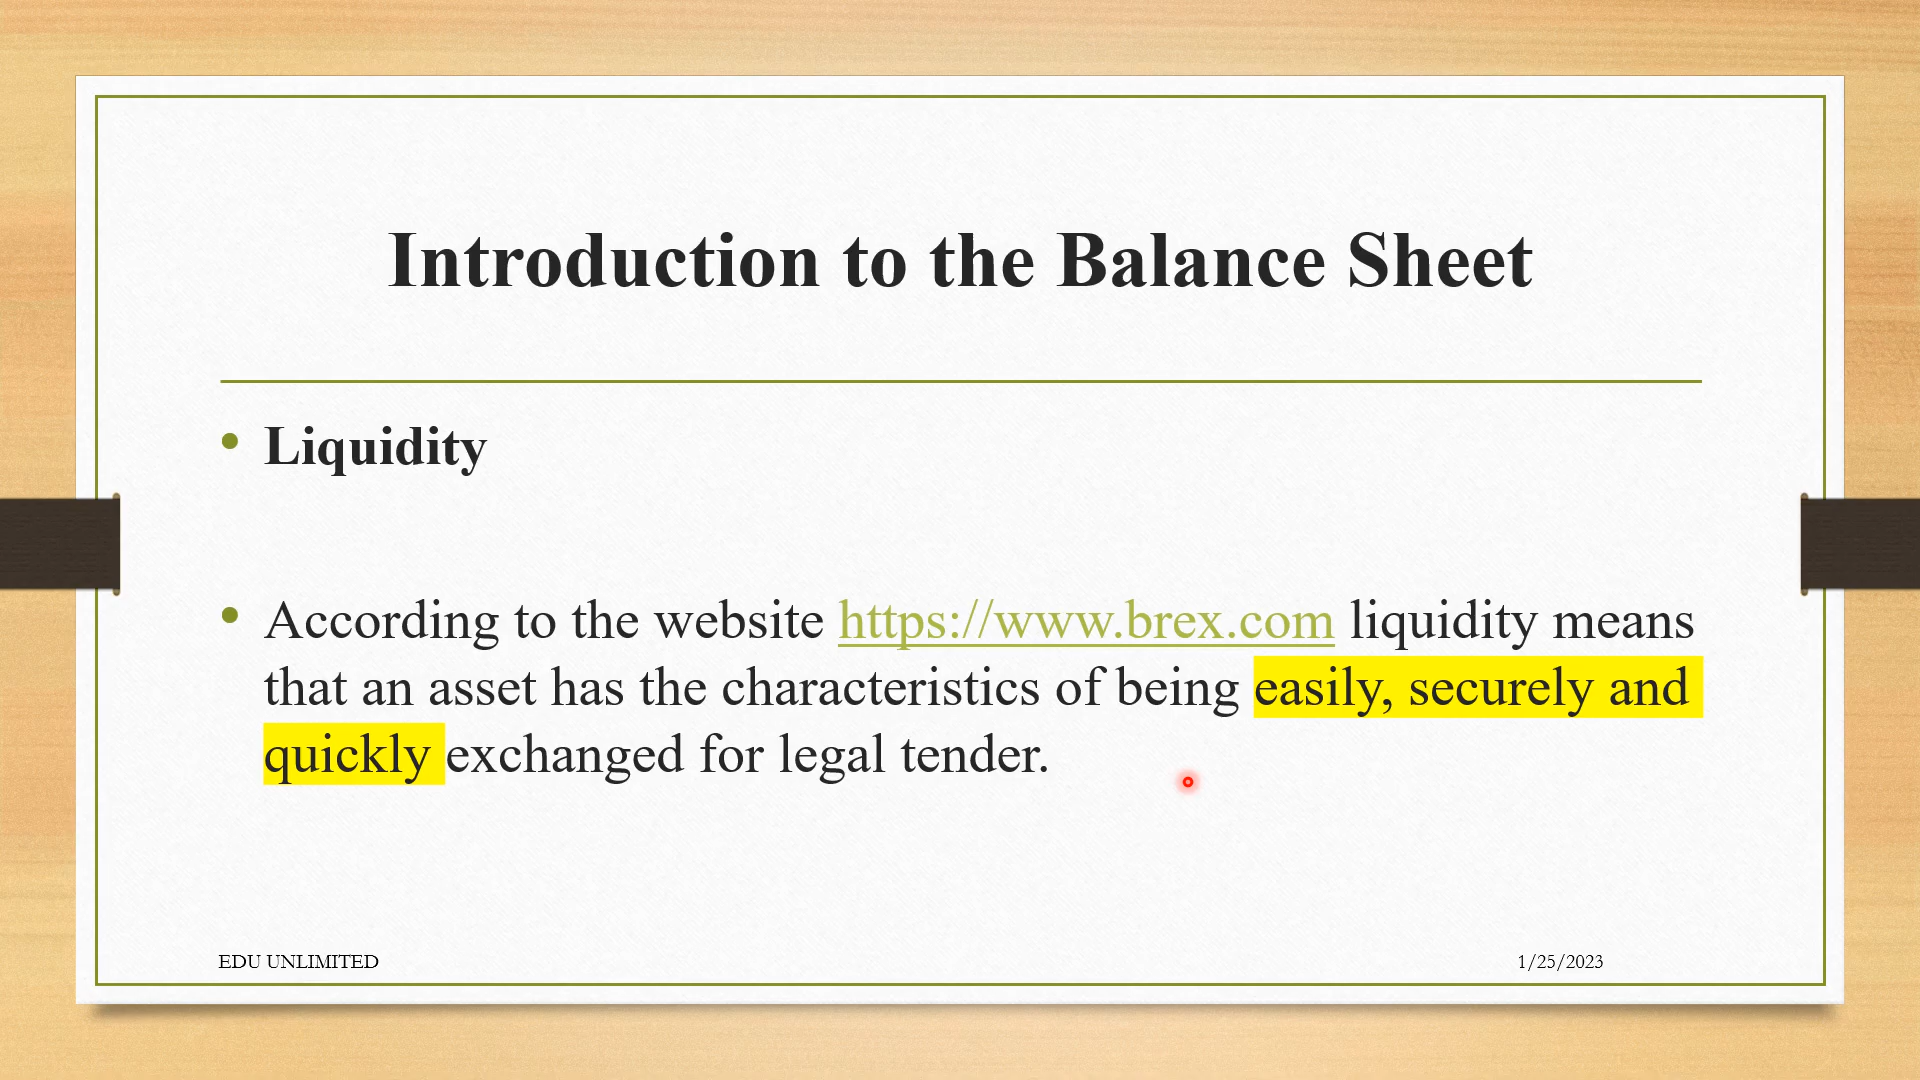 Introduction to the Balance Sheet
• Liquidity
• According to the website https://www.brex.com liquidity means
that an asset has the characteristics of being easily, securely and
quickly exchanged for legal tender.
EDU UNLIMITED
1/25/2023